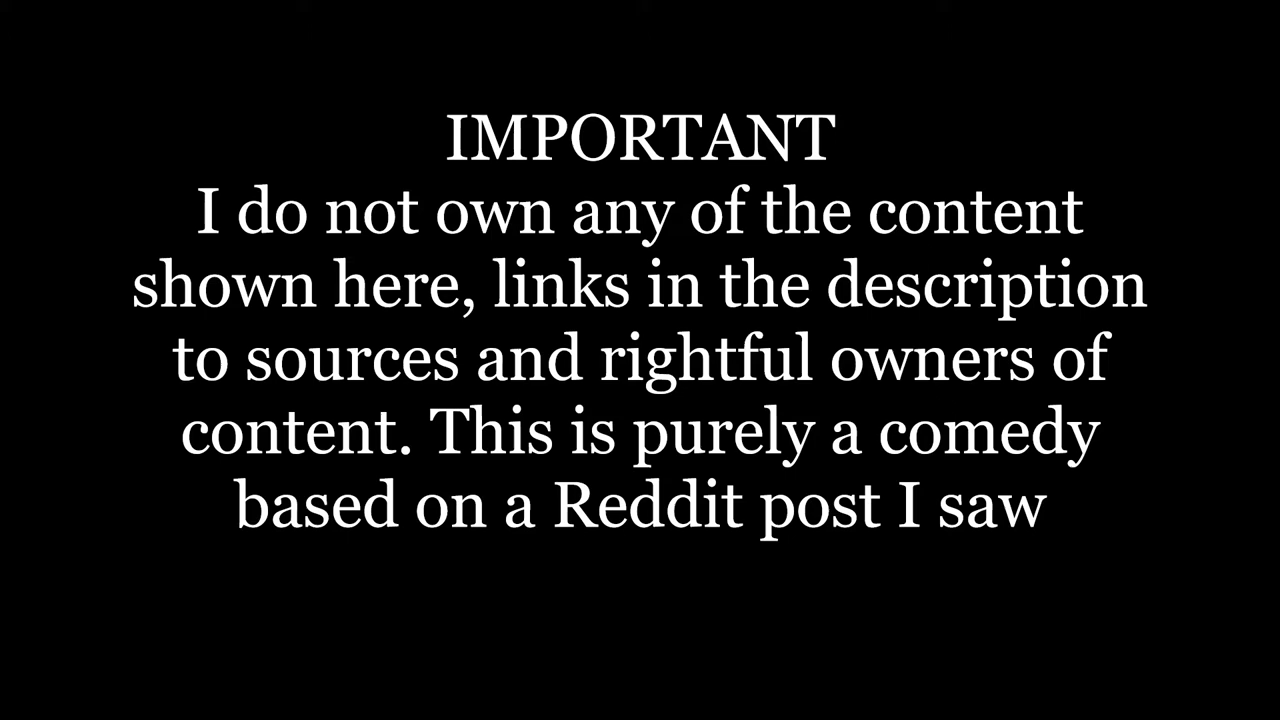 IMPORTANT
I do not own any of the content
shown here, links in the description
to sources and rightful owners of
content. This is purely a comedy
based on a Reddit post I saw